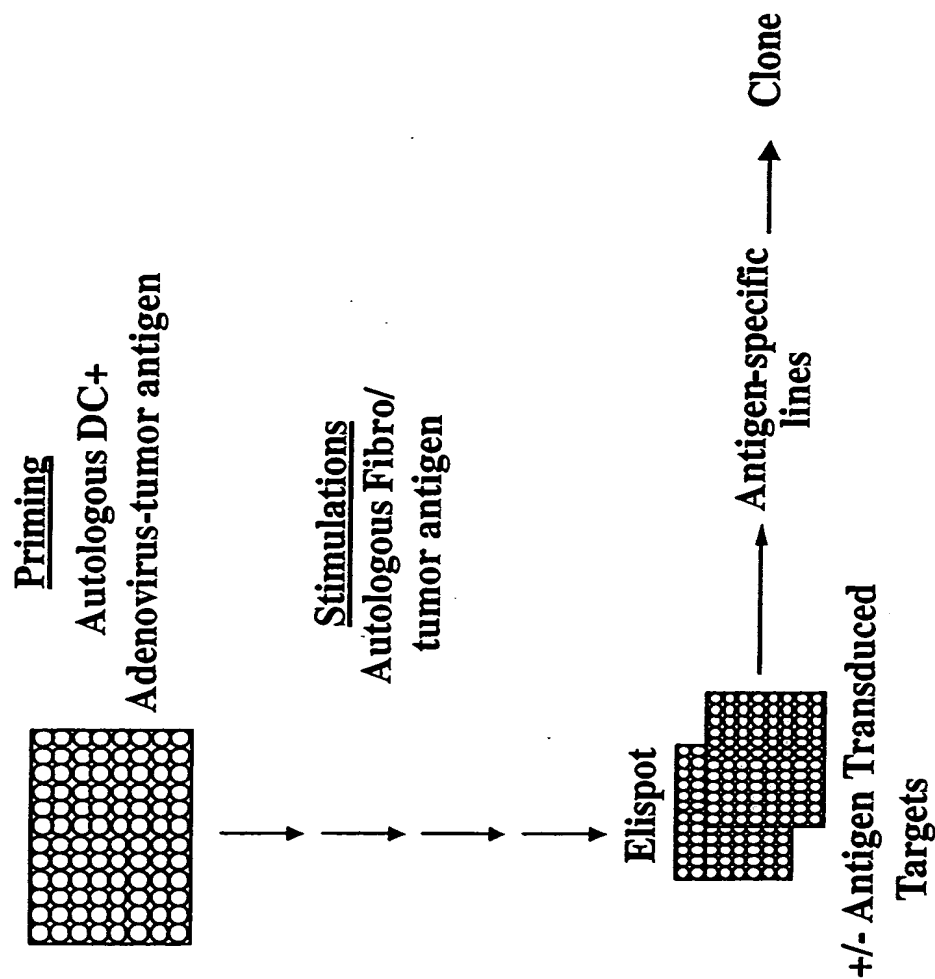 Priming
Autologous DC+
Adenovirus-tumor antigen
Stimulations
Autologous Fibro/
tumor antigen
Elispot
+/- Antigen Transduced
Targets
Antigen-specific
lines
Clone